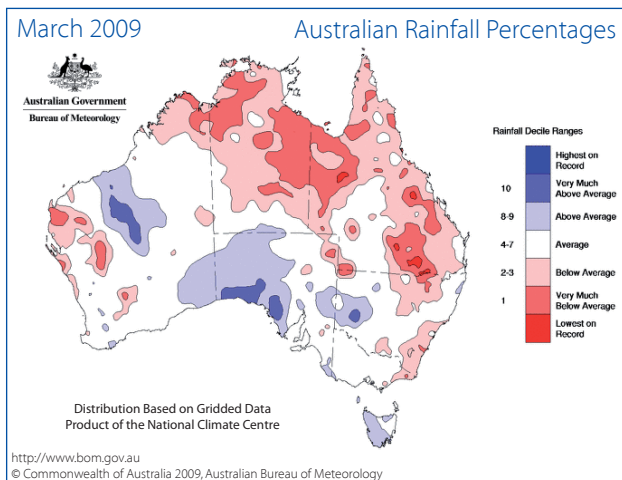 March 2009
Australian Rainfall Percentages
Australian Government
Bureau of Meteorology
Rainfall Decile Ranges
Highest on
Record
10
Very Much
Above Average
8-9
Above Average
4-7
Average
2-3
Below Average
1
Very Much
Below Average
Lowest on
Record
Distribution Based on Gridded Data
Product of the National Climate Centre
http://www.bom.gov.au
© Commonwealth of Australia 2009, Australian Bureau of Meteorology